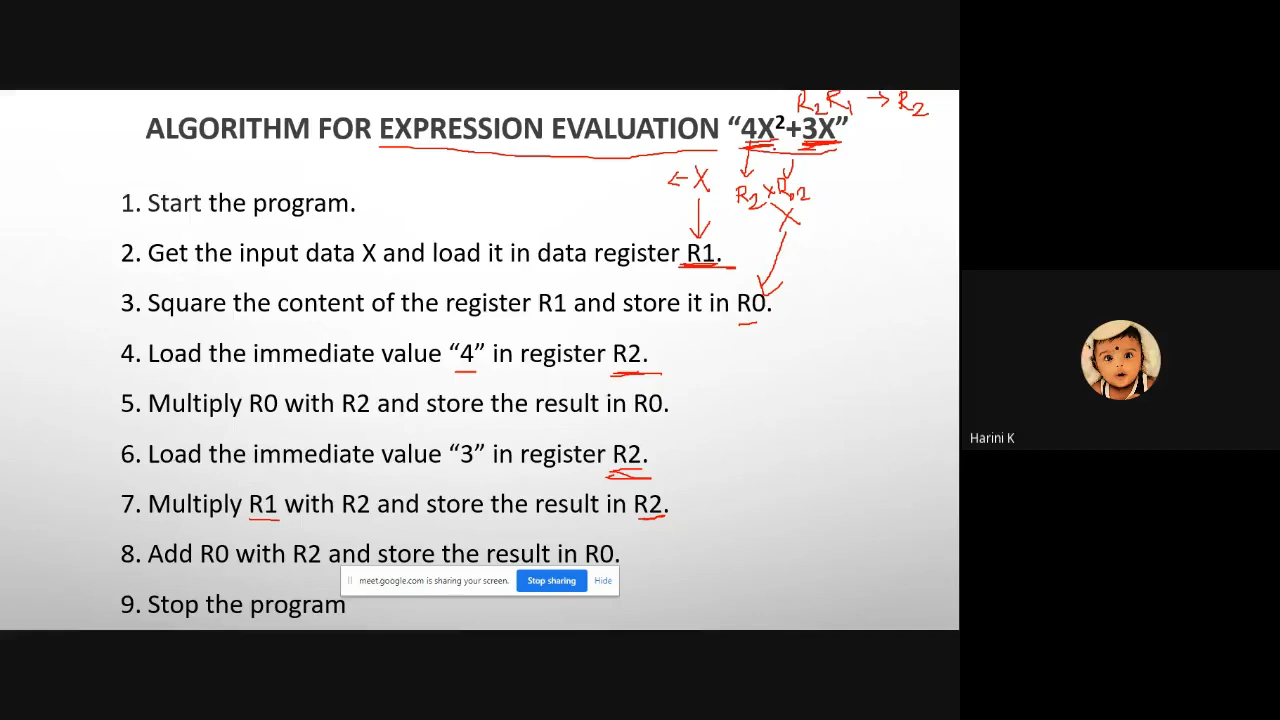 R2R1 → R2
ALGORITHM FOR EXPRESSION EVALUATION “4X²+3X”
← X
1. Start the program.
X
2. Get the input data X and load it in data register R1.
3. Square the content of the register R1 and store it in R0.
4. Load the immediate value “4” in register R2.
5. Multiply R0 with R2 and store the result in R0.
Harini K
6. Load the immediate value “3” in register R2.
7. Multiply R1 with R2 and store the result in R2.
8. Add R0 with R2 and store the result in R0.
meet.google.com is sharing your screen. Stop sharing Hide
9. Stop the program